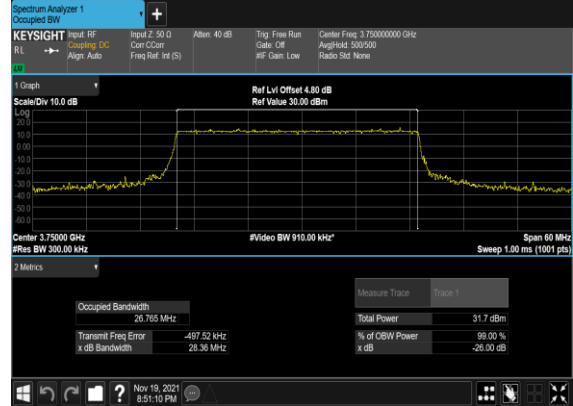 Spectrum Analyzer 1
Occupied BW
KEYSIGHT
RL
Input: RF
Coupling: DC
Align: Auto
Input Z: 50 Ω
Corr CCorr
Freq Ref: Int (S)
Atten: 40 dB
Trig: Free Run
Gate: Off
#IF Gain: Low
Center Freq: 3.750000000 GHz
Avg|Hold: 500/500
Radio Std: None
1 Graph
Scale/Div 10.0 dB
Ref Lvl Offset 4.80 dB
Ref Value 30.00 dBm
Log
20.0
10.0
0.00
-10.0
-20.0
-30.0
-40.0
-50.0
-60.0
Center 3.75000 GHz
#Res BW 300.00 kHz
#Video BW 910.00 kHz*
Span 60 MHz
Sweep 1.00 ms (1001 pts)
2 Metrics
Measure Trace
Trace 1
Occupied Bandwidth
26.765 MHz
Total Power
31.7 dBm
Transmit Freq Error
-497.52 kHz
% of OBW Power
99.00 %
x dB Bandwidth
28.36 MHz
x dB
-26.00 dB
?
Nov 19, 2021
8:51:10 PM